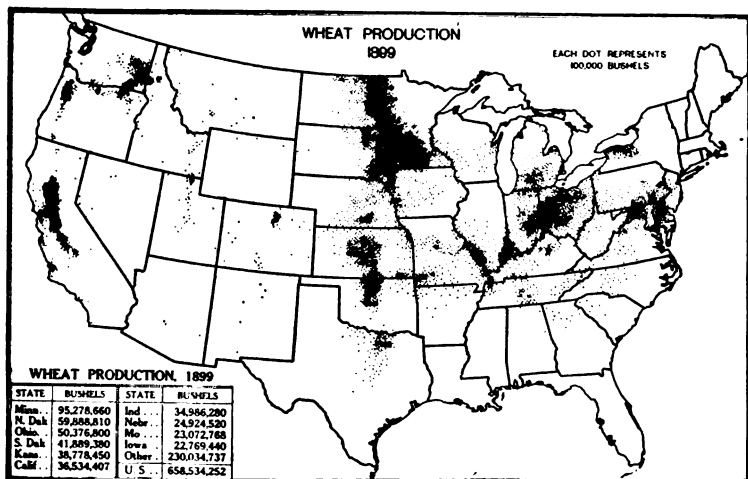 WHEAT PRODUCTION
1899
EACH DOT REPRESENTS
100,000 BUSHELS
WHEAT PRODUCTION, 1899
STATE BUSHELS STATE BUSHELS
Minn. 95,278,660 Ind... 34,986,280
N. Dak 59,888,810 Nebr... 24,924,520
Ohio. 50,376,800 Mo... 23,072,768
S. Dak 41,889,380 Iowa.. 22,769,440
Kans. 38,778,450 Other. 230,034,737
Calif.. 36,534,407 U. S.. 658,534,252